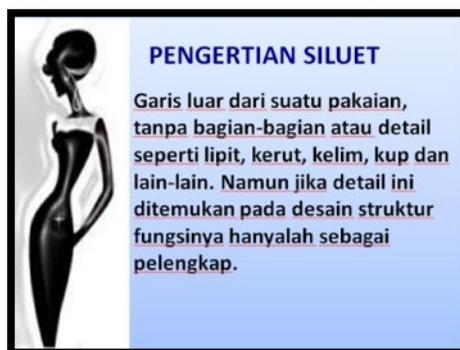 PENGERTIAN SILUET
Garis luar dari suatu pakaian,
tanpa bagian-bagian atau detail
seperti lipit, kerut, kelim, kup dan
lain-lain. Namun jika detail ini
ditemukan pada desain struktur
fungsinya hanyalah sebagai
pelengkap.